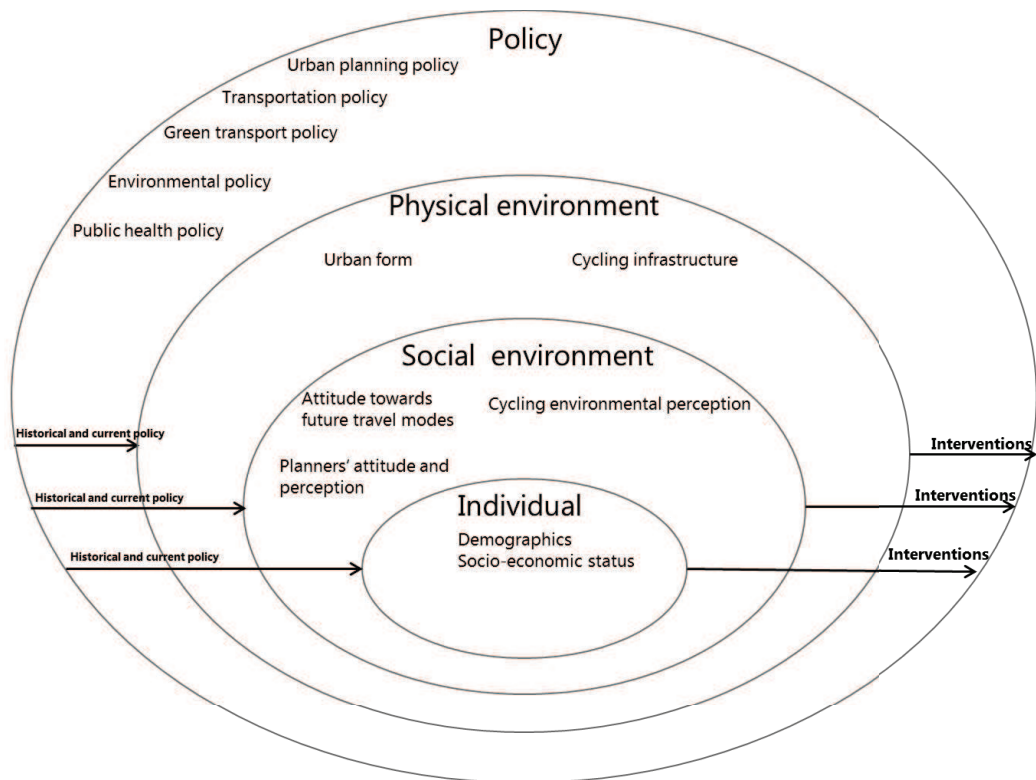 Policy
Urban planning policy
Transportation policy
Green transport policy
Environmental policy
Public health policy
Physical environment
Urban form
Cycling infrastructure
Social environment
Attitude towards
future travel modes
Cycling environmental perception
Planners' attitude and
perception
Individual
Demographics
Socio-economic status
Historical and current policy
Interventions
Historical and current policy
Interventions
Historical and current policy
Interventions